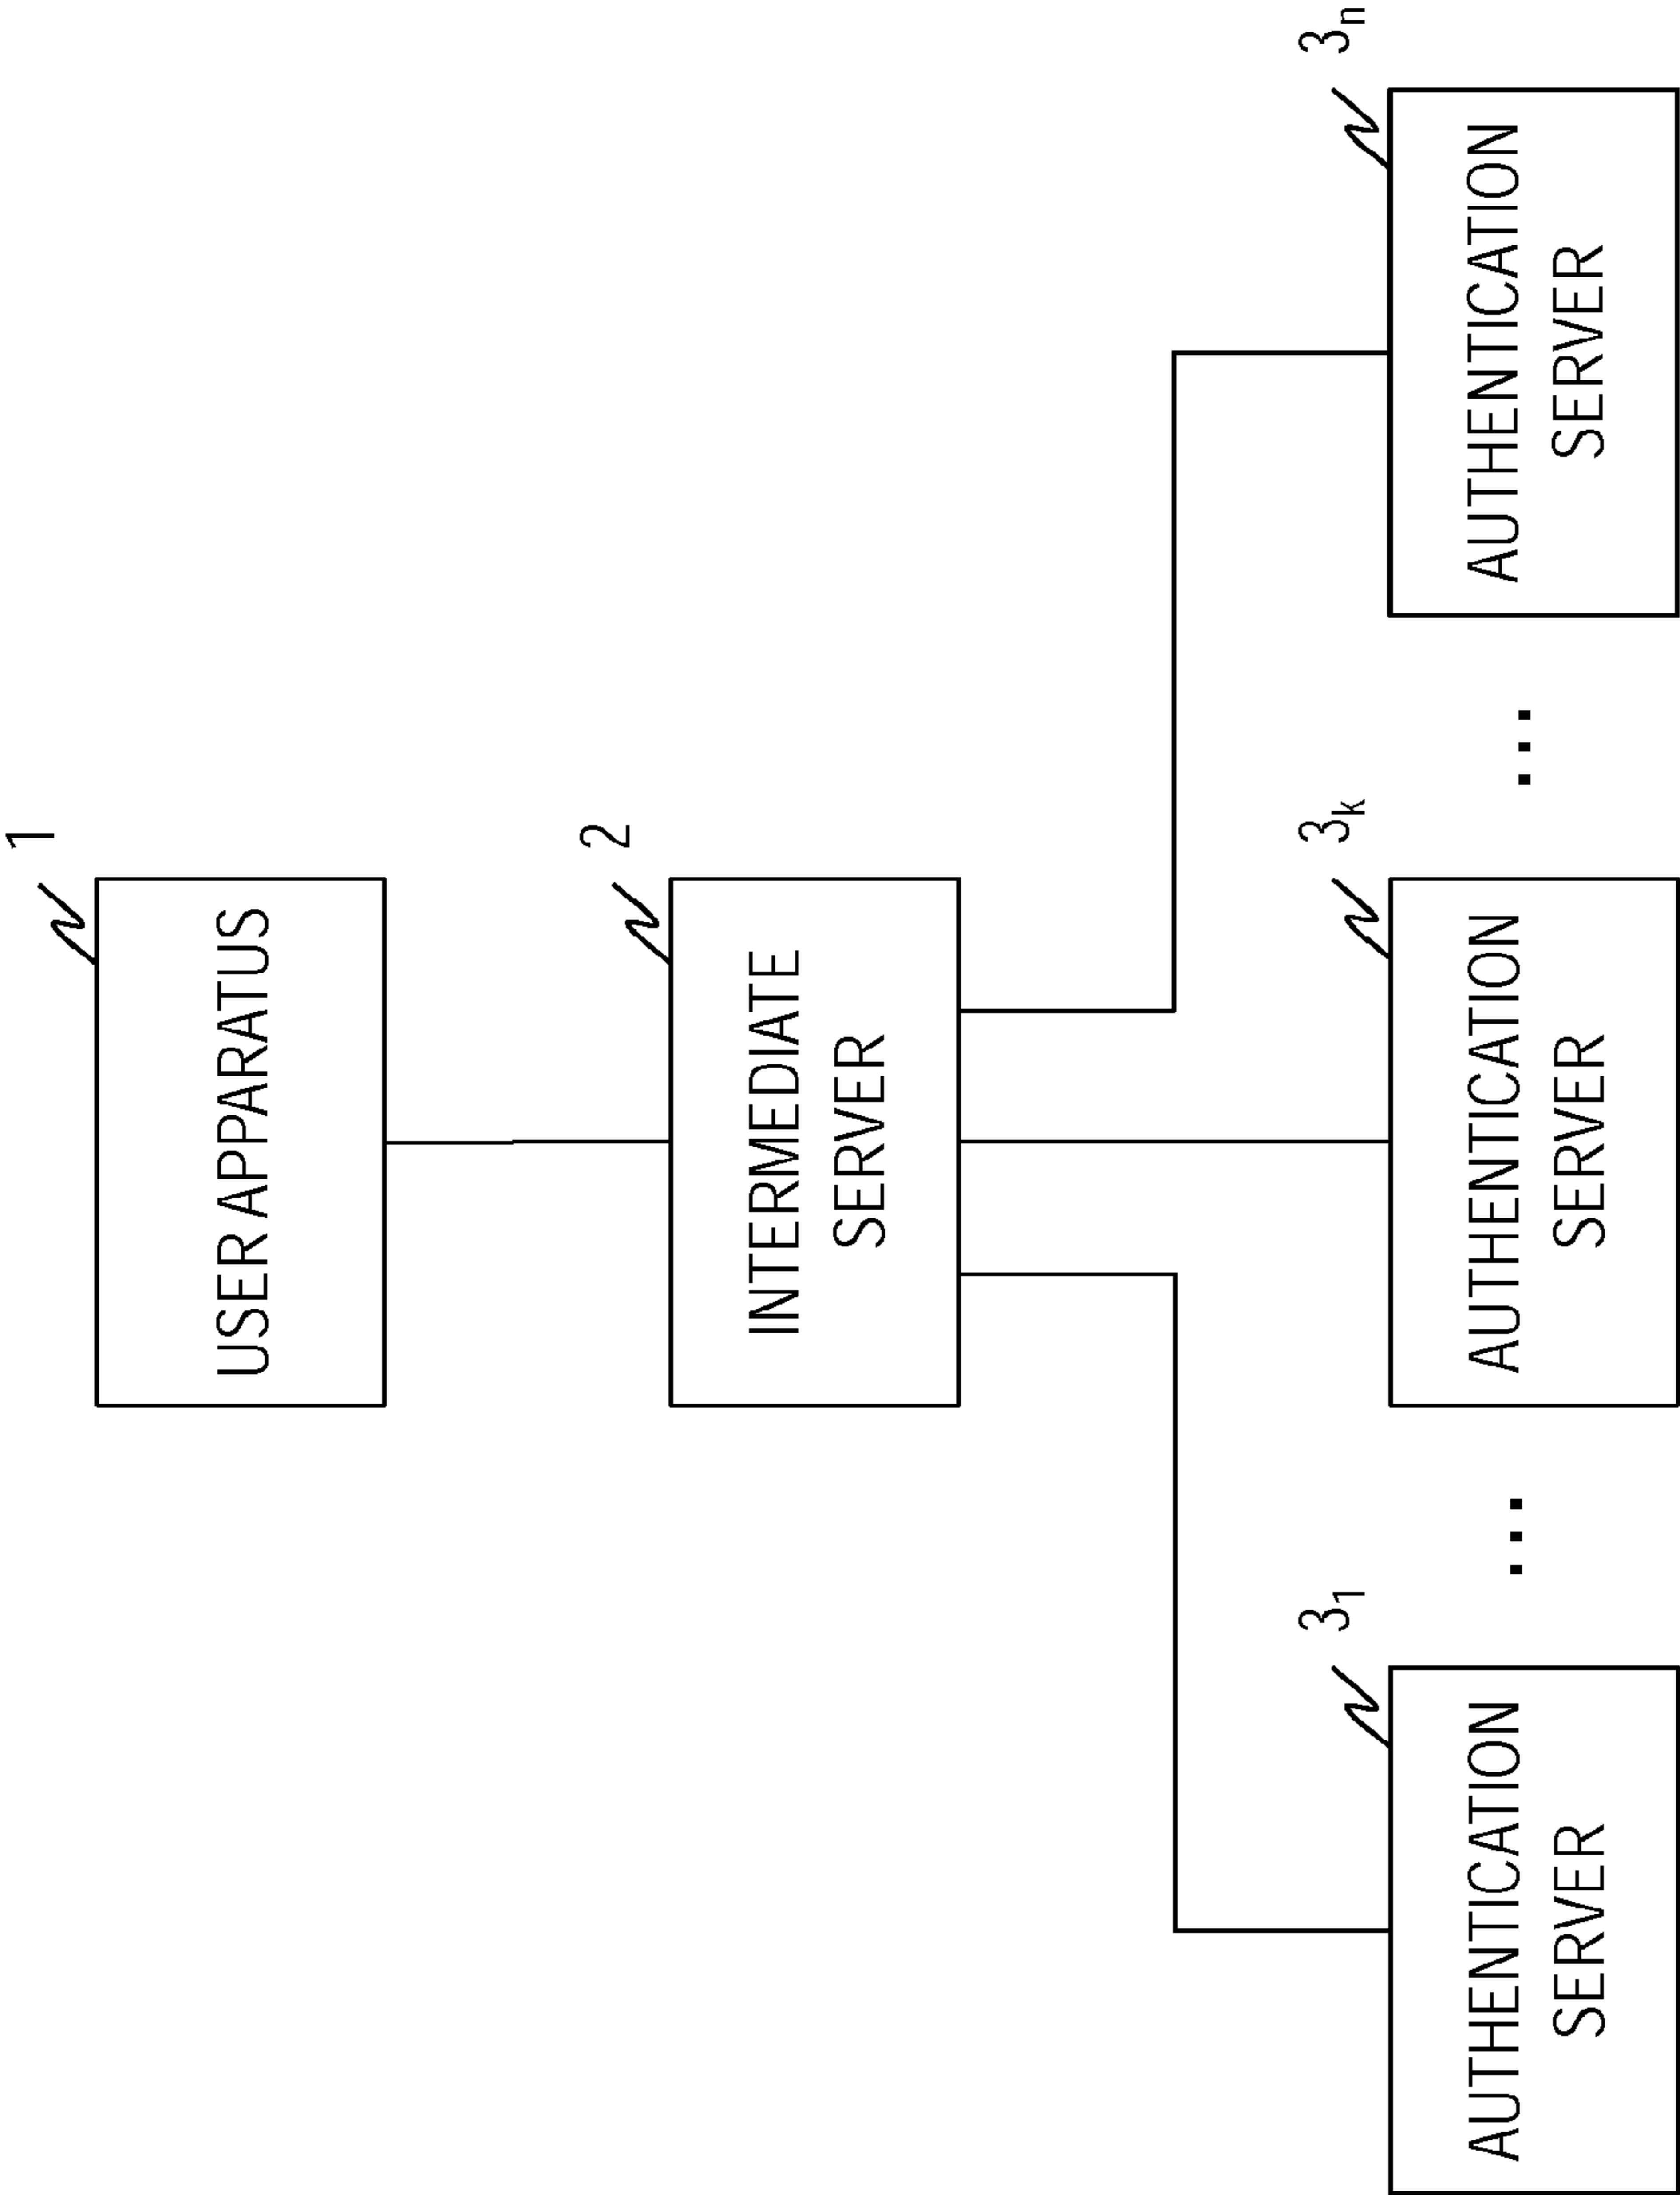 1
USER APPARATUS
2
INTERMEDIATE
SERVER
3₁
AUTHENTICATION
SERVER
...
3ₖ
AUTHENTICATION
SERVER
...
3ₙ
AUTHENTICATION
SERVER